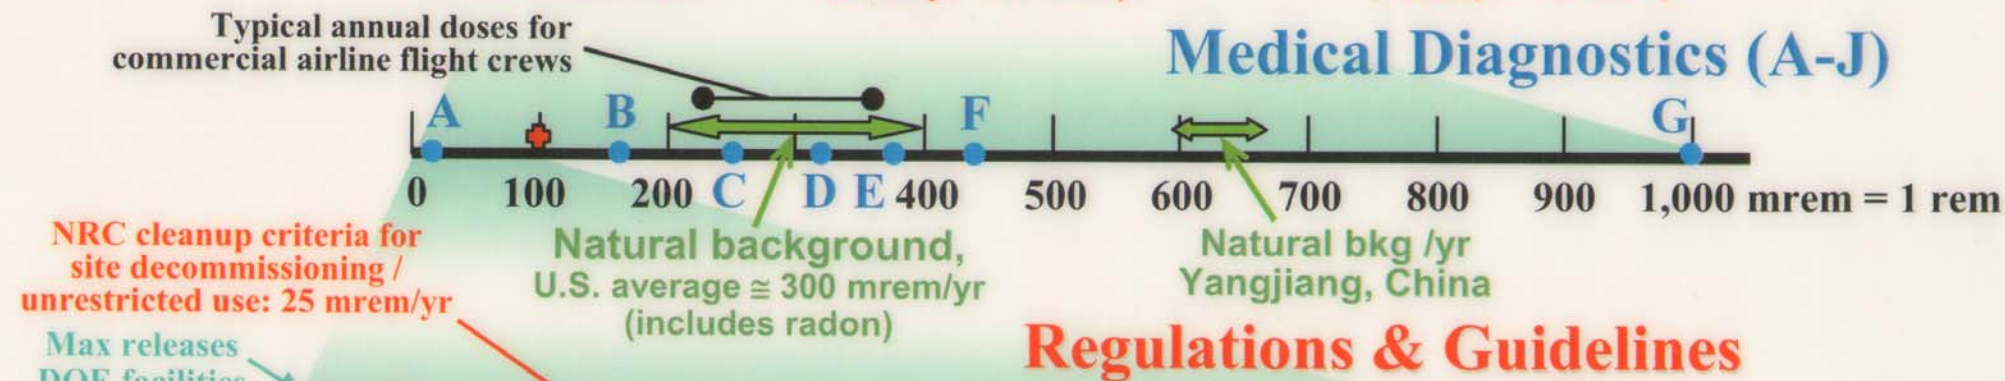 Typical annual doses for
commercial airline flight crews
Medical Diagnostics (A-J)
A B F G
0 100 200 C D E 400 500 600 700 800 900 1,000 mrem = 1 rem
NRC cleanup criteria for
site decommissioning /
unrestricted use: 25 mrem/yr
Natural background,
U.S. average ≅ 300 mrem/yr
(includes radon)
Natural bkg /yr
Yangjiang, China
Regulations & Guidelines
Max releases
DOE facilities